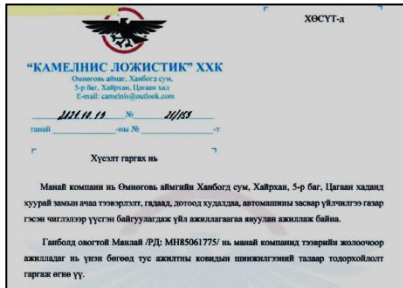 ХӨСҮТ-д
“КАМЕЛНИС ЛОЖИСТИК” ХХК
Өмнөговь аймаг, Ханбогд сум,
5-р баг, Хайрхан, Цагаан хад
E-mail: camelnis@outlook.com
2021.10.13 № 21/153
танай -ны № -т
Хүсэлт гаргах нь
Манай компани нь Өмнөговь аймгийн Ханбогд сум, Хайрхан, 5-р баг, Цагаан хаданд
хуурай замын ачаа тээвэрлэлт, гадаад, дотоод худалдаа, автомашины засвар үйлчилгээ газар
гэсэн чиглэлээр үүсгэн байгуулагдаж үйл ажиллагаагаа явуулан ажиллаж байна.
Ганболд овогтой Манлай /РД: МН85061775/ нь манай компанид тээврийн жолоочоор
ажилладаг нь үнэн бөгөөд тус ажилтны ковидын шинжилгээний талаар тодорхойлолт
гаргаж өгнө үү.